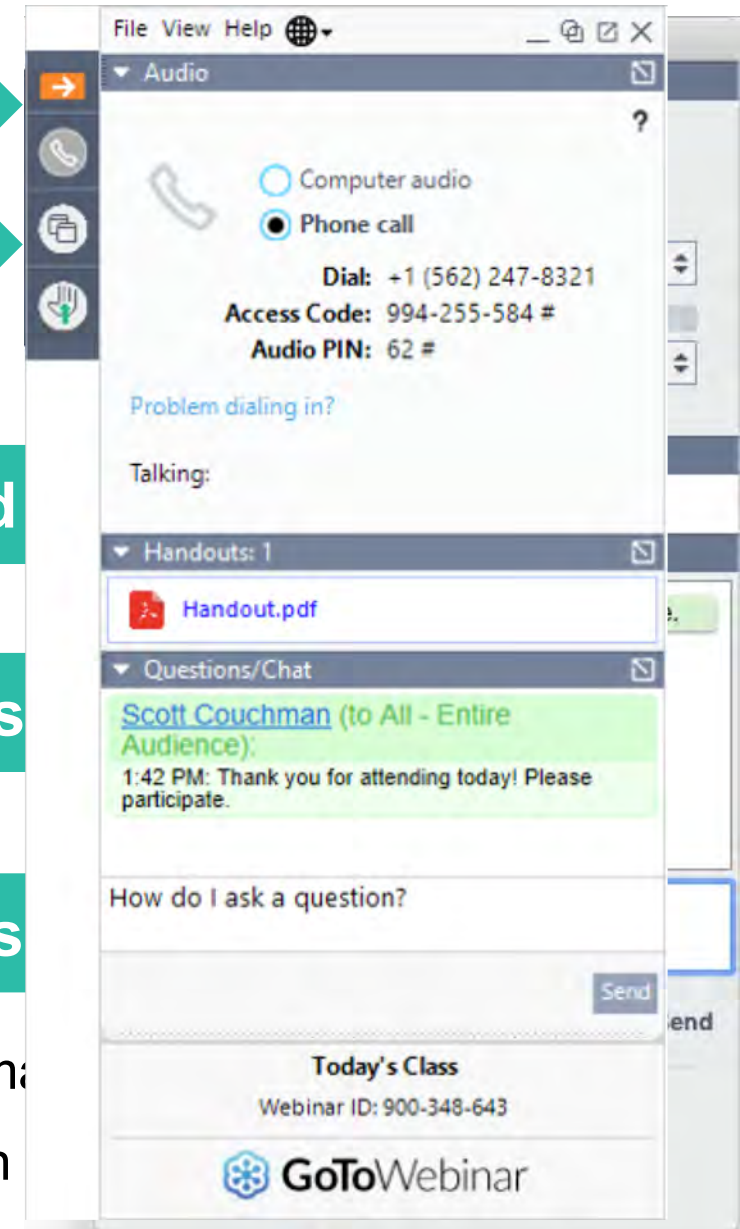 File View Help
Audio
?
Computer audio
Phone call
Dial: +1 (562) 247-8321
Access Code: 994-255-584 #
Audio PIN: 62 #
Problem dialing in?
Talking:
d
Handouts: 1
Handout.pdf
s
Questions/Chat
Scott Couchman (to All - Entire
Audience):
1:42 PM: Thank you for attending today! Please
participate.
How do I ask a question?
s
Send
end
Today's Class
Webinar ID: 900-348-643
GoToWebinar